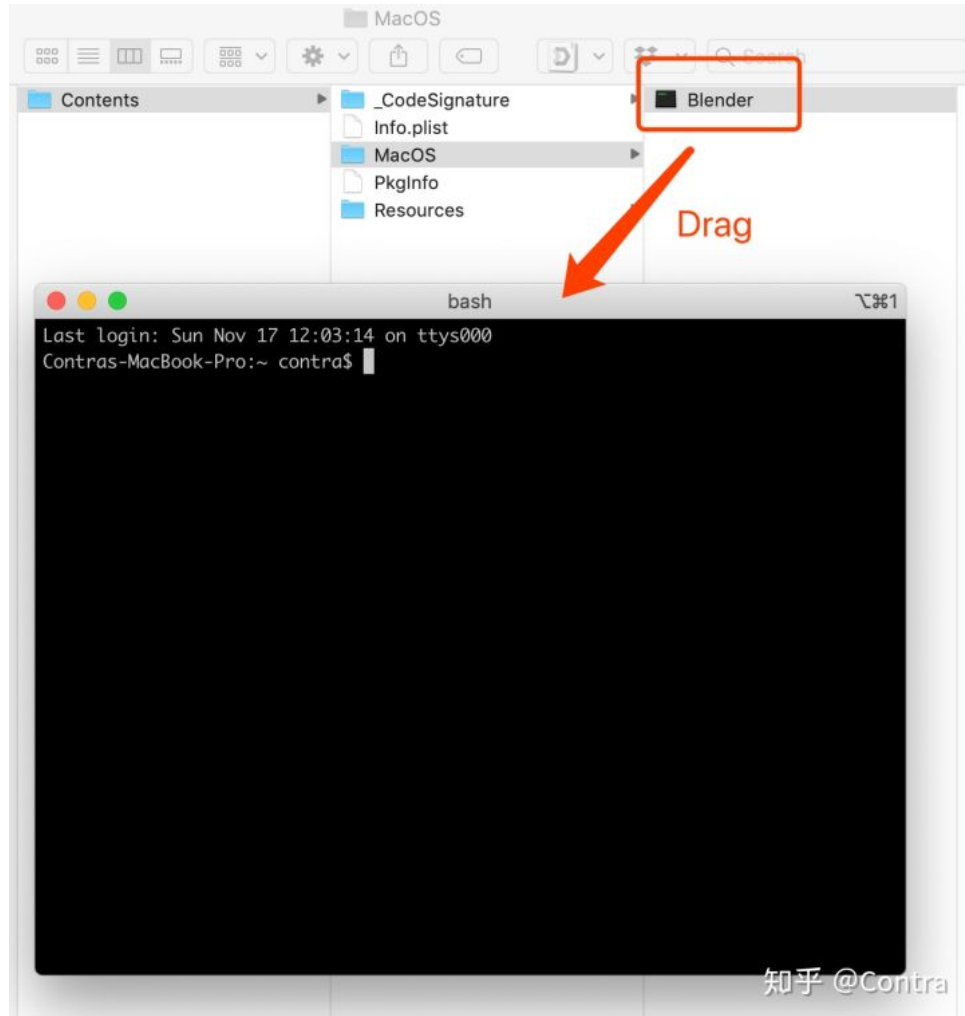 MacOS
Search
Contents
_CodeSignature
Info.plist
MacOS
PkgInfo
Resources
Blender
Drag
bash
⌥⌘1
Last login: Sun Nov 17 12:03:14 on ttys000
Contras-MacBook-Pro:~ contra$
知乎 @Contra